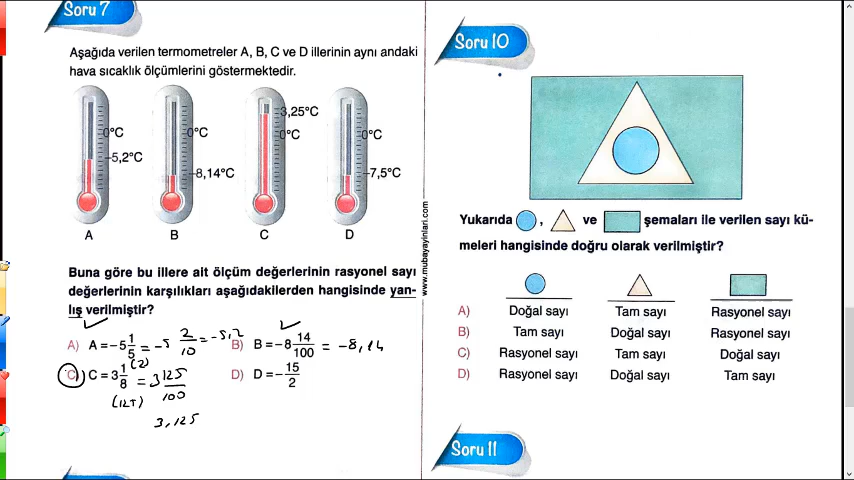 Soru 7
Aşağıda verilen termometreler A, B, C ve D illerinin aynı andaki
hava sıcaklık ölçümlerini göstermektedir.
0°C
-5,2°C
A
0°C
-8,14°C
B
3,25°C
0°C
C
0°C
-7,5°C
D
Buna göre bu illere ait ölçüm değerlerinin rasyonel sayı
değerlerinin karşılıkları aşağıdakilerden hangisinde yan-
lış verilmiştir?
A) A = -5 1/5 = -5 2/10 = -5,2
B) B = -8 14/100 = -8,14
C) C = 3 1/8 = 3 125/100
(2)
(125)
3,125
D) D = - 15/2
www.mubayayinlari.com
Soru 10
Yukarıda , ve şemaları ile verilen sayı kü-
meleri hangisinde doğru olarak verilmiştir?
A) Doğal sayı Tam sayı Rasyonel sayı
B) Tam sayı Doğal sayı Rasyonel sayı
C) Rasyonel sayı Tam sayı Doğal sayı
D) Rasyonel sayı Doğal sayı Tam sayı
Soru 11